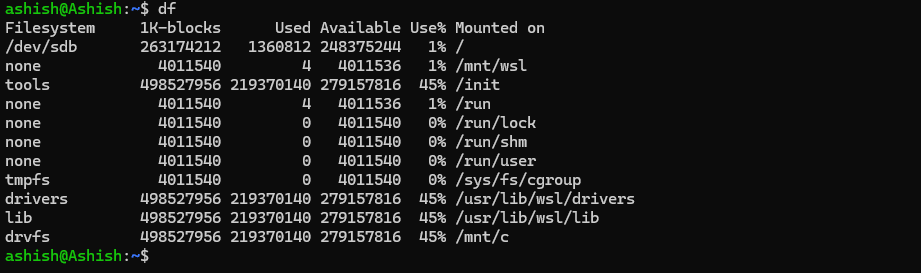 ashish@Ashish:~$ df
Filesystem     1K-blocks      Used Available Use% Mounted on
/dev/sdb       263174212   1360812 248375244   1% /
none             4011540         4   4011536   1% /mnt/wsl
tools          498527956 219370140 279157816  45% /init
none             4011540         4   4011536   1% /run
none             4011540         0   4011540   0% /run/lock
none             4011540         0   4011540   0% /run/shm
none             4011540         0   4011540   0% /run/user
tmpfs            4011540         0   4011540   0% /sys/fs/cgroup
drivers        498527956 219370140 279157816  45% /usr/lib/wsl/drivers
lib            498527956 219370140 279157816  45% /usr/lib/wsl/lib
drvfs          498527956 219370140 279157816  45% /mnt/c
ashish@Ashish:~$